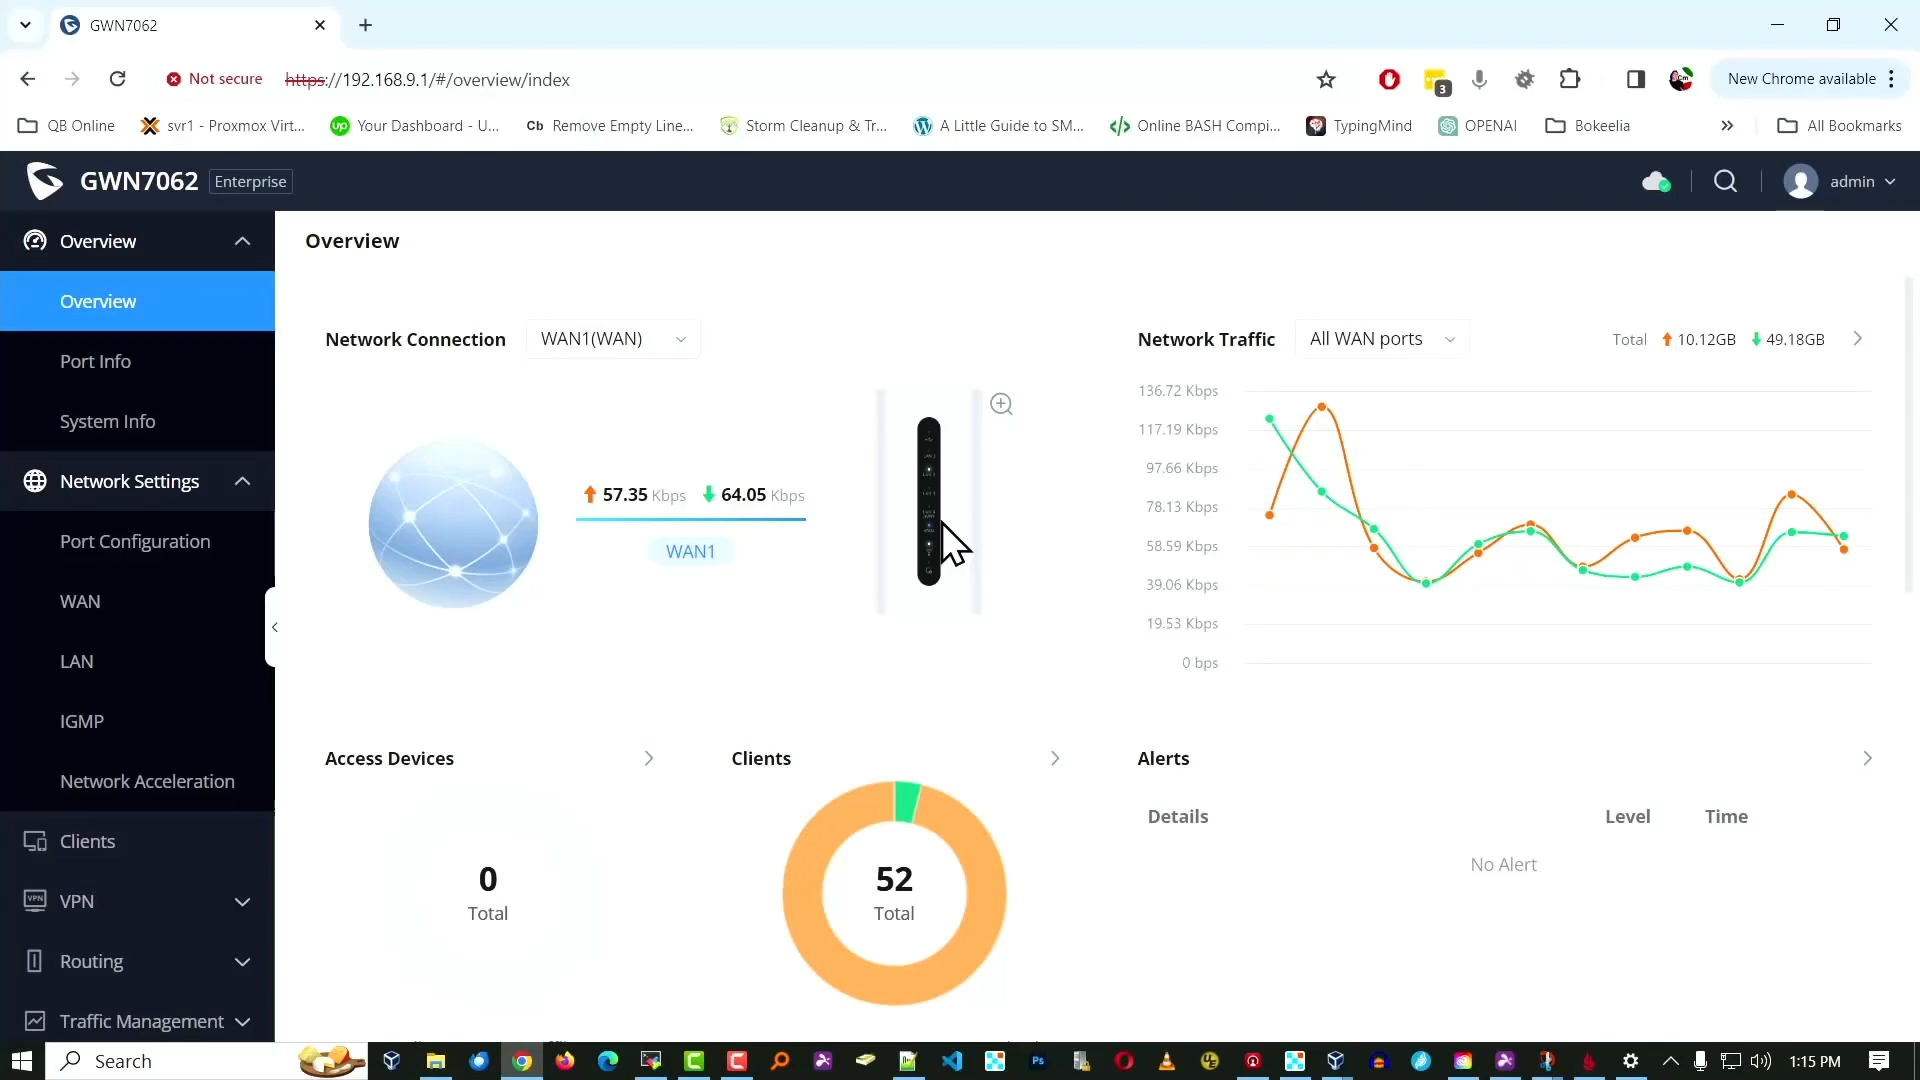 GWN7062
Not secure https://192.168.9.1/#/overview/index
3
New Chrome available
QB Online
svr1 - Proxmox Virt...
Your Dashboard - U...
Remove Empty Line...
Storm Cleanup & Tr...
A Little Guide to SM...
Online BASH Compi...
TypingMind
OPENAI
Bokeelia
All Bookmarks
GWN7062 Enterprise
admin
Overview
Overview
Port Info
System Info
Network Settings
Port Configuration
WAN
LAN
IGMP
Network Acceleration
Clients
VPN
Routing
Traffic Management
Overview
Network Connection WAN1(WAN)
57.35 Kbps 64.05 Kbps
WAN1
Network Traffic All WAN ports Total 10.12GB 49.18GB
136.72 Kbps
117.19 Kbps
97.66 Kbps
78.13 Kbps
58.59 Kbps
39.06 Kbps
19.53 Kbps
0 bps
Access Devices
0
Total
Clients
52
Total
Alerts
Details Level Time
No Alert
Search
1:15 PM